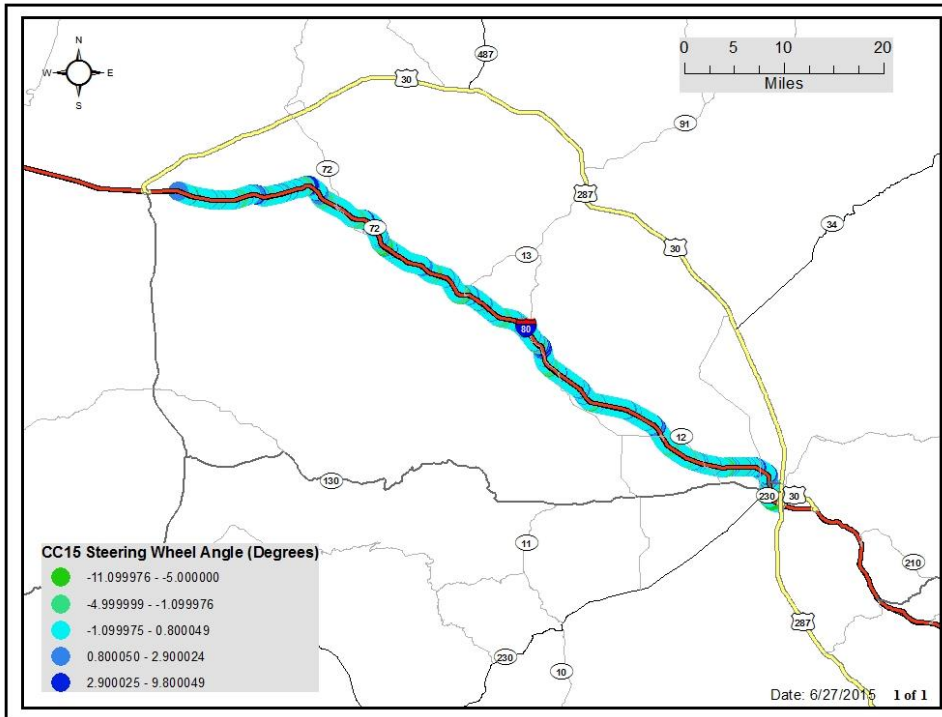 N
W E
S
0 5 10 20
Miles
487
30
91
72
287
34
72
30
13
80
12
130
230 30
11
210
287
230
10
CC15 Steering Wheel Angle (Degrees)
-11.099976 - -5.000000
-4.999999 - -1.099976
-1.099975 - 0.800049
0.800050 - 2.900024
2.900025 - 9.800049
Date: 6/27/2015 1 of 1